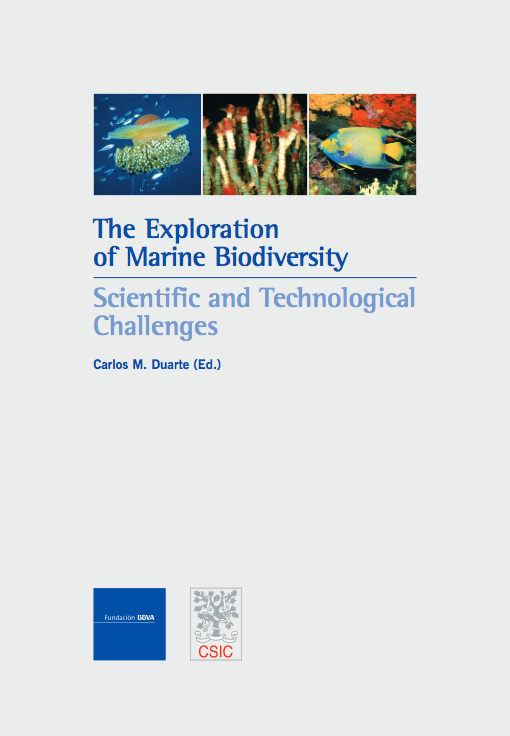 The Exploration
of Marine Biodiversity
Scientific and Technological
Challenges
Carlos M. Duarte (Ed.)
Fundación BBVA
CSIC